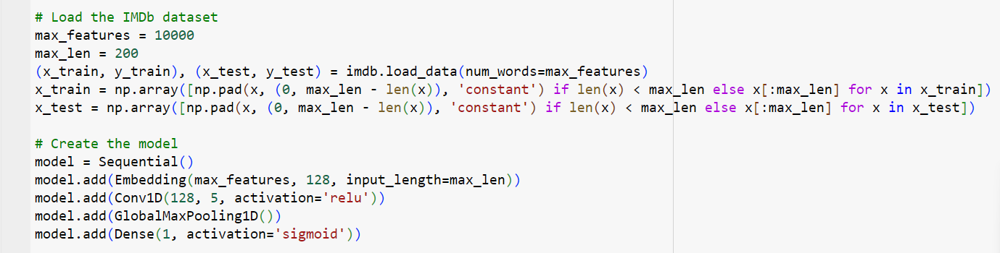 # Load the IMDb dataset
max_features = 10000
max_len = 200
(x_train, y_train), (x_test, y_test) = imdb.load_data(num_words=max_features)
x_train = np.array([np.pad(x, (0, max_len - len(x)), 'constant') if len(x) < max_len else x[:max_len] for x in x_train])
x_test = np.array([np.pad(x, (0, max_len - len(x)), 'constant') if len(x) < max_len else x[:max_len] for x in x_test])
# Create the model
model = Sequential()
model.add(Embedding(max_features, 128, input_length=max_len))
model.add(Conv1D(128, 5, activation='relu'))
model.add(GlobalMaxPooling1D())
model.add(Dense(1, activation='sigmoid'))